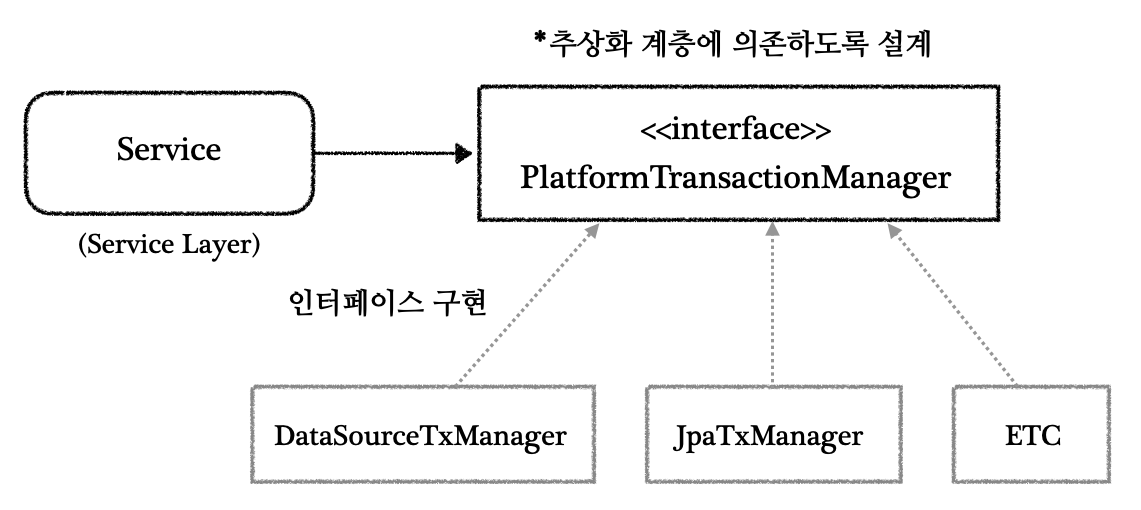 *추상화 계층에 의존하도록 설계
Service
<<interface>>
PlatformTransactionManager
(Service Layer)
인터페이스 구현
DataSourceTxManager
JpaTxManager
ETC